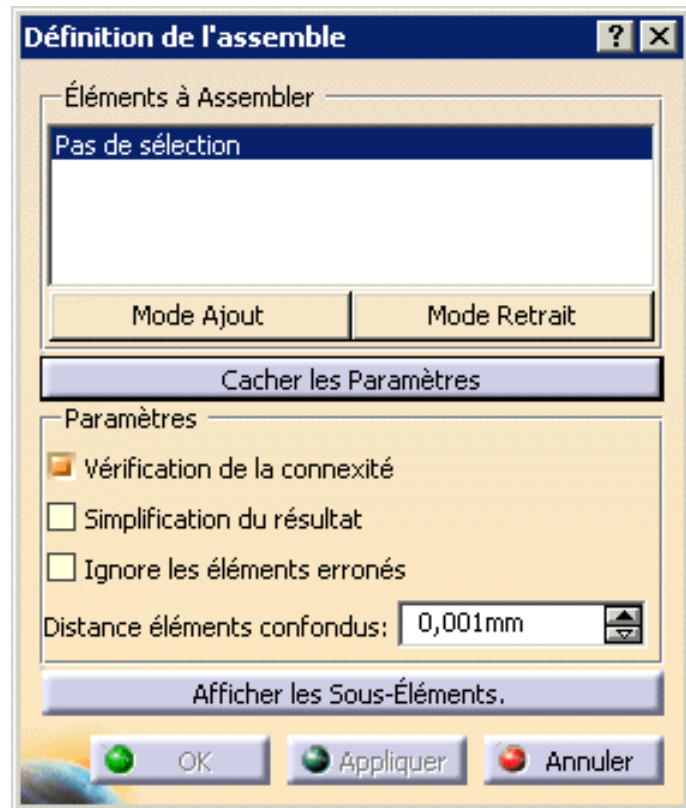 Définition de l'assemble
Éléments à Assembler
Pas de sélection
Mode Ajout Mode Retrait
Cacher les Paramètres
Paramètres
Vérification de la connexité
Simplification du résultat
Ignore les éléments erronés
Distance éléments confondus: 0,001mm
Afficher les Sous-Éléments.
OK Appliquer Annuler